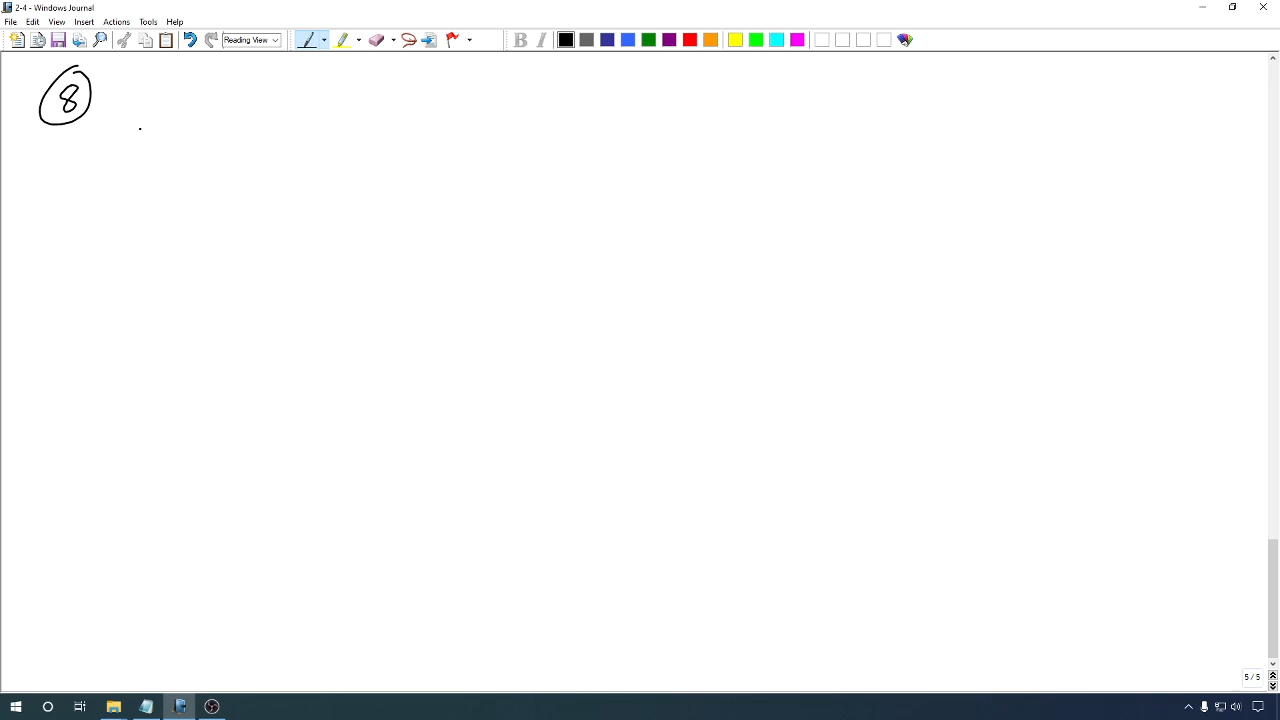 2-4 - Windows Journal
File Edit View Insert Actions Tools Help
Reading View B I
8
5 / 5